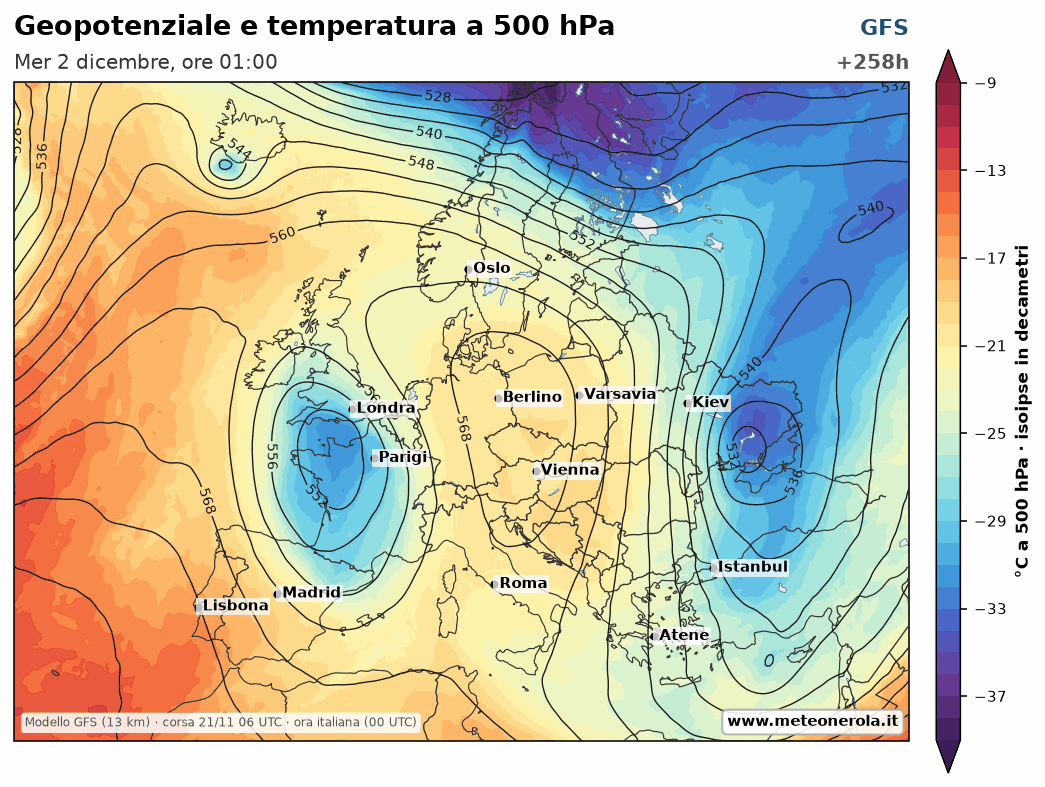 Geopotenziale e temperatura a 500 hPa
GFS
Mer 2 dicembre, ore 01:00
+258h
528
532
528
536
540
544
548
540
552
560
Oslo
540
Berlino
Varsavia
Kiev
Londra
568
Parigi
556
Vienna
532
536
552
568
Istanbul
Roma
Madrid
Lisbona
Atene
Modello GFS (13 km) · corsa 21/11 06 UTC · ora italiana (00 UTC)
www.meteonerola.it
−9
−13
−17
−21
−25
−29
−33
−37
°C a 500 hPa · isoipse in decametri